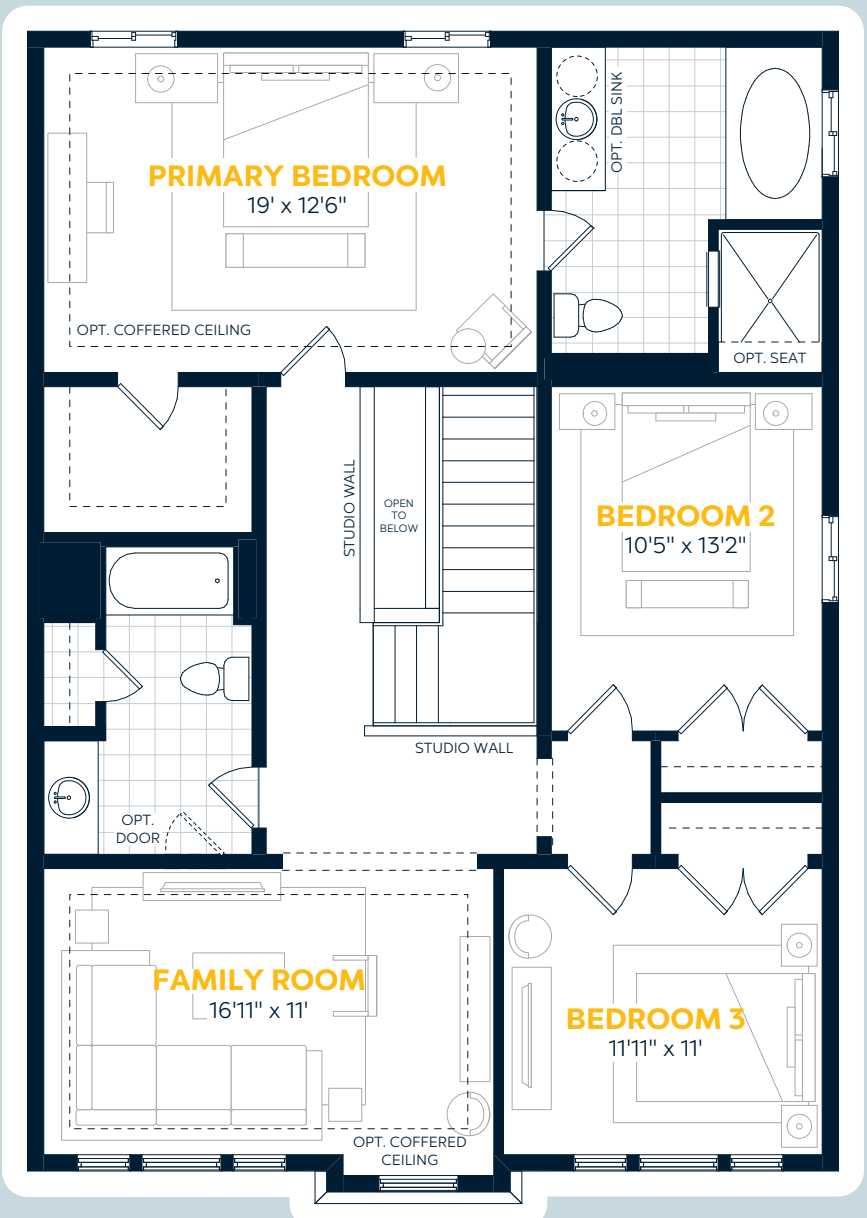 PRIMARY BEDROOM
19' x 12'6"
OPT. COFFERED CEILING
OPT. DBL SINK
OPT. SEAT
STUDIO WALL
OPEN
TO
BELOW
BEDROOM 2
10'5" x 13'2"
STUDIO WALL
OPT.
DOOR
FAMILY ROOM
16'11" x 11'
OPT. COFFERED
CEILING
BEDROOM 3
11'11" x 11'